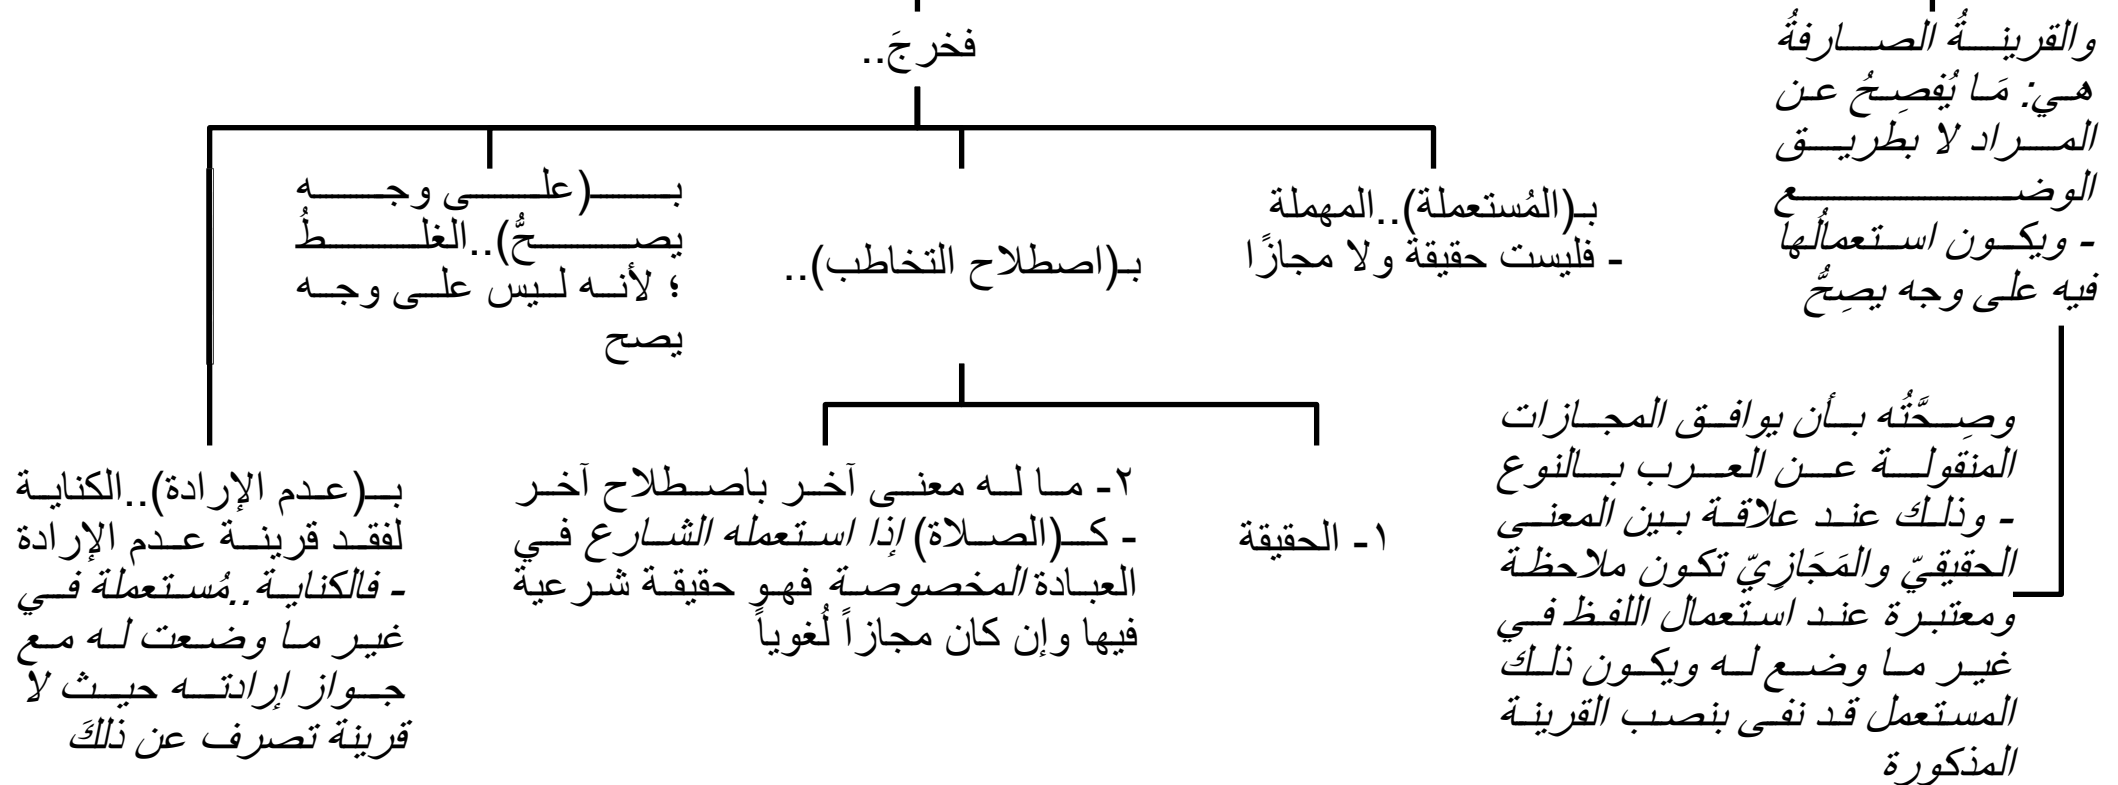 والقرينةُ الصارفةُ
هي: مَا يُفصِحُ عن
المراد لا بطريق
الوضع
- ويكون استعمالُها
فيه على وجه يصِحُّ
وصِحَّتُه بأن يوافق المجازات
المنقولة عن العرب بالنوع
- وذلك عند علاقة بين المعنى
الحقيقيّ والمَجَازِيّ تكون ملاحظة
ومعتبرة عند استعمال اللفظ في
غير ما وضع له ويكون ذلك
المستعمل قد نفى بنصب القرينة
المذكورة
فخرجَ..
بـ(المُستعملة)..المهملة
- فليست حقيقة ولا مجازًا
بـ(اصطلاح التخاطب)..
١- الحقيقة
٢- ما له معنى آخر باصطلاح آخر
- كـ(الصلاة) إذا استعمله الشارع في
العبادة المخصوصة فهو حقيقة شرعية
فيها وإن كان مجازاً لُغوياً
بـ(على وجه
يصحُّ)..الغلطُ
؛ لأنه ليس على وجه
يصح
بـ(عدم الإرادة)..الكناية
لفقد قرينة عدم الإرادة
- فالكناية..مُستعملة في
غير ما وضعت له مع
جواز إرادته حيث لا
قرينة تصرف عن ذلكَ